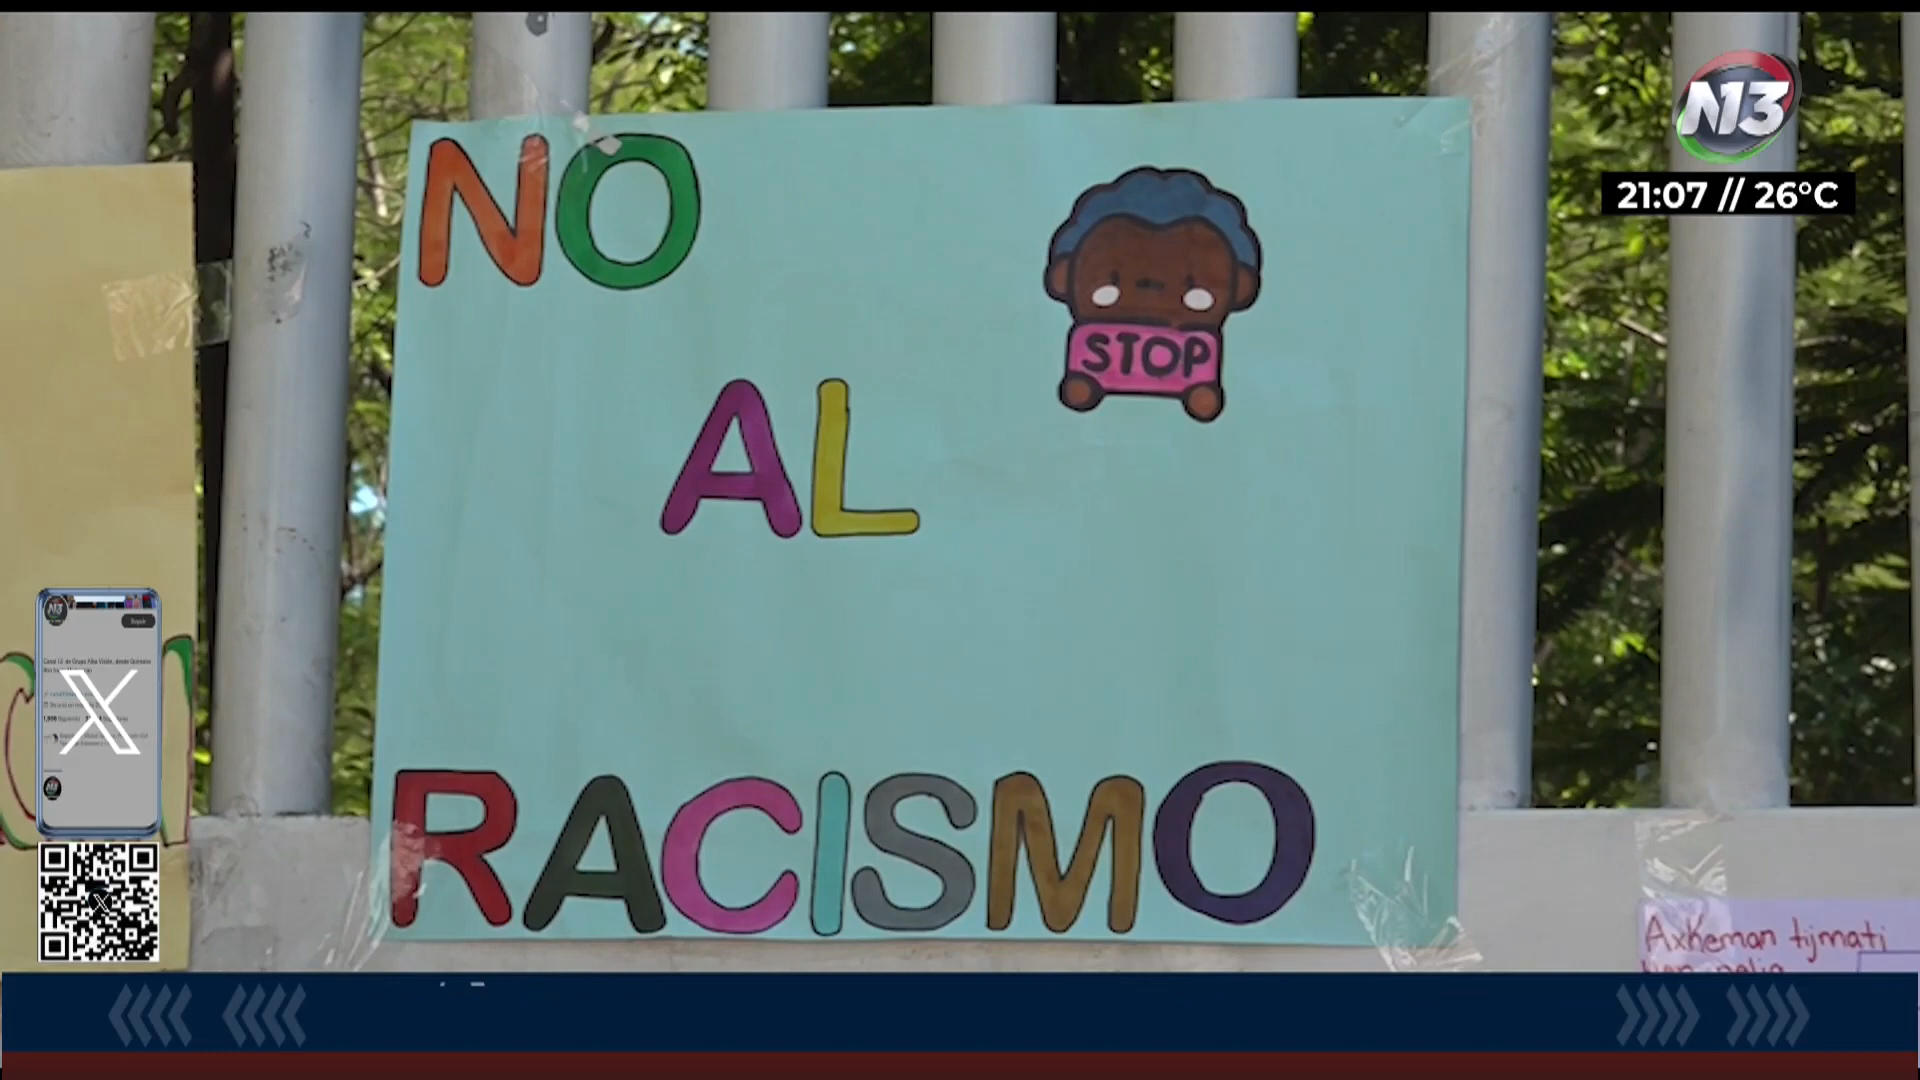 N13
21:07 // 26°C
NO
STOP
AL
RACISMO
Axkeman tijmati